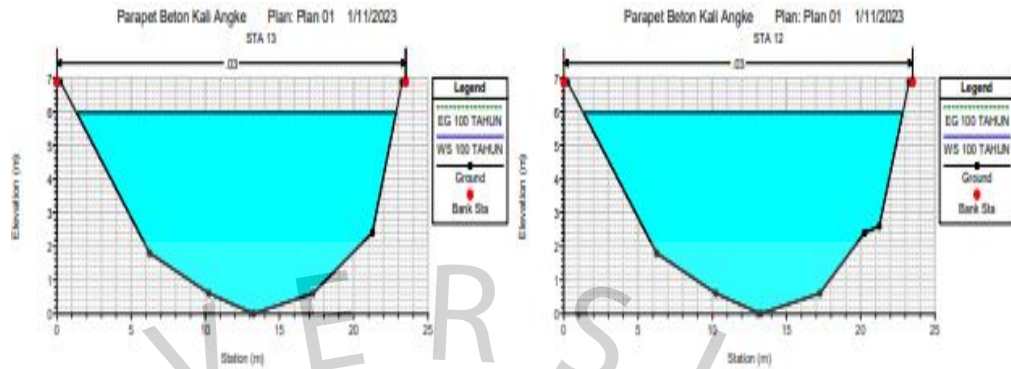 Parapet Beton Kali Angke Plan: Plan 01 1/11/2023
STA 13
.03
Legend
EG 100 TAHUN
WS 100 TAHUN
Ground
Bank Sta
Elevation (m)
7
6
5
4
3
2
1
0
0 5 10 15 20 25
Station (m)
Parapet Beton Kali Angke Plan: Plan 01 1/11/2023
STA 12
.03
Legend
EG 100 TAHUN
WS 100 TAHUN
Ground
Bank Sta
Elevation (m)
7
6
5
4
3
2
1
0
0 5 10 15 20 25
Station (m)
V E R S